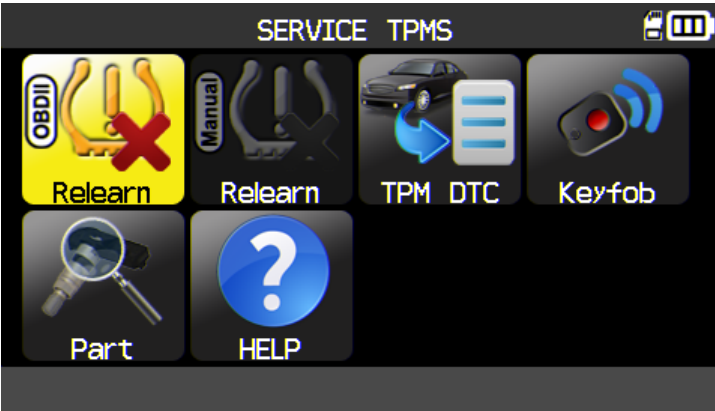 SERVICE TPMS
OBDII
Relearn
Manual
Relearn
TPM DTC
Keyfob
Part
?
HELP